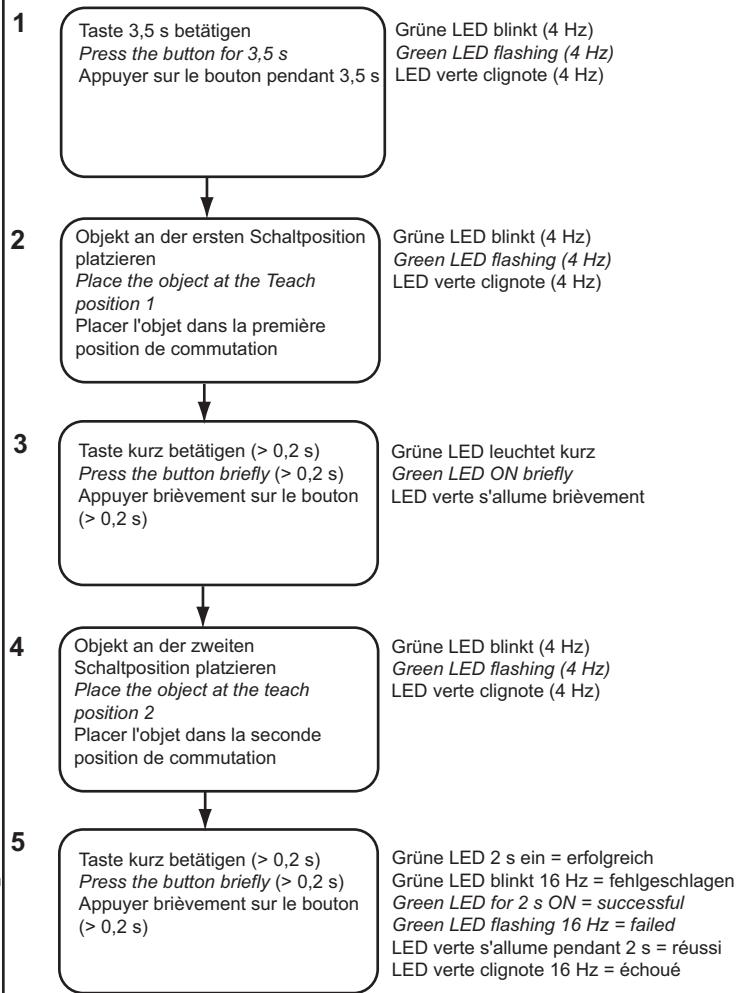 1
Taste 3,5 s betätigen
Press the button for 3,5 s
Appuyer sur le bouton pendant 3,5 s
Grüne LED blinkt (4 Hz)
Green LED flashing (4 Hz)
LED verte clignote (4 Hz)
2
Objekt an der ersten Schaltposition
platzieren
Place the object at the Teach
position 1
Placer l'objet dans la première
position de commutation
Grüne LED blinkt (4 Hz)
Green LED flashing (4 Hz)
LED verte clignote (4 Hz)
3
Taste kurz betätigen (> 0,2 s)
Press the button briefly (> 0,2 s)
Appuyer brièvement sur le bouton
(> 0,2 s)
Grüne LED leuchtet kurz
Green LED ON briefly
LED verte s'allume brièvement
4
Objekt an der zweiten
Schaltposition platzieren
Place the object at the teach
position 2
Placer l'objet dans la seconde
position de commutation
Grüne LED blinkt (4 Hz)
Green LED flashing (4 Hz)
LED verte clignote (4 Hz)
5
Taste kurz betätigen (> 0,2 s)
Press the button briefly (> 0,2 s)
Appuyer brièvement sur le bouton
(> 0,2 s)
Grüne LED 2 s ein = erfolgreich
Grüne LED blinkt 16 Hz = fehlgeschlagen
Green LED for 2 s ON = successful
Green LED flashing 16 Hz = failed
LED verte s'allume pendant 2 s = réussi
LED verte clignote 16 Hz = échoué